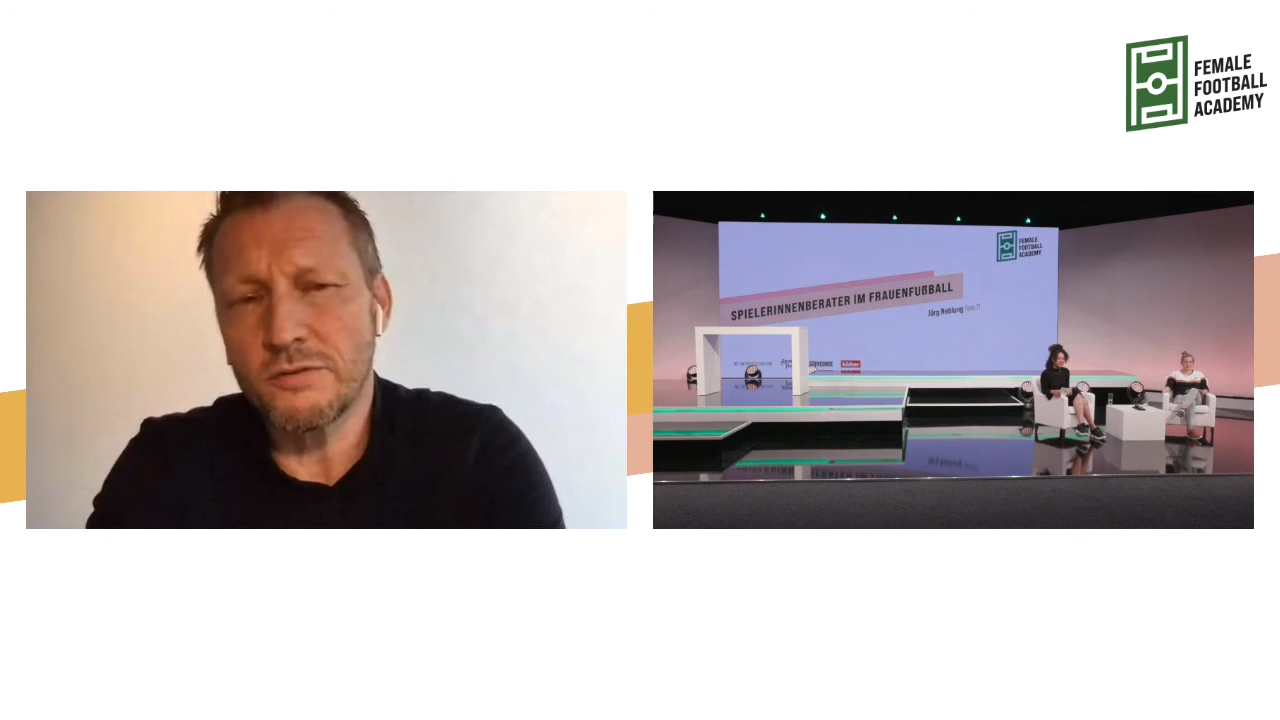 FEMALE
FOOTBALL
ACADEMY
FEMALE
FOOTBALL
ACADEMY
SPIELERINNENBERATER IM FRAUENFUßBALL
Jörg Neblung